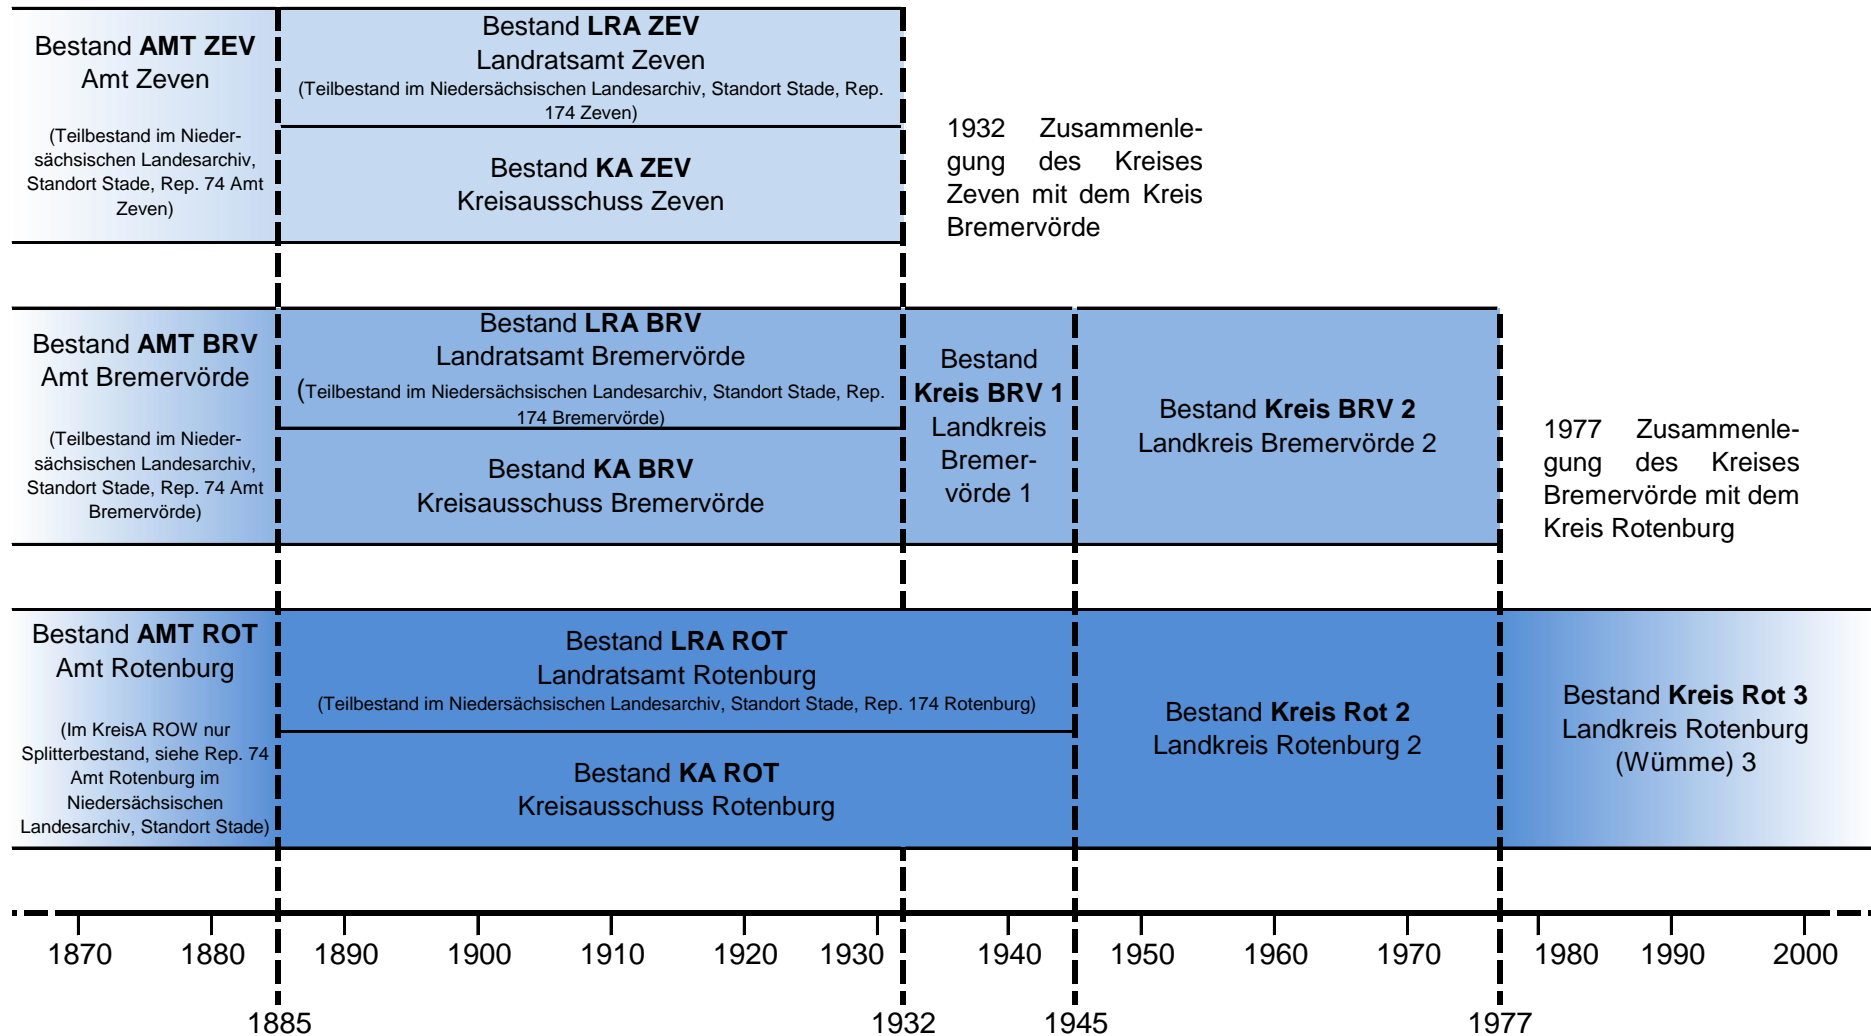 Bestand AMT ZEV
Amt Zeven
(Teilbestand im Nieder-
sächsischen Landesarchiv,
Standort Stade, Rep. 74 Amt
Zeven)
Bestand LRA ZEV
Landratsamt Zeven
(Teilbestand im Niedersächsischen Landesarchiv, Standort Stade, Rep.
174 Zeven)
Bestand KA ZEV
Kreisausschuss Zeven
1932 Zusammenle-
gung des Kreises
Zeven mit dem Kreis
Bremervörde
Bestand AMT BRV
Amt Bremervörde
(Teilbestand im Nieder-
sächsischen Landesarchiv,
Standort Stade, Rep. 74 Amt
Bremervörde)
Bestand LRA BRV
Landratsamt Bremervörde
(Teilbestand im Niedersächsischen Landesarchiv, Standort Stade, Rep.
174 Bremervörde)
Bestand KA BRV
Kreisausschuss Bremervörde
Bestand
Kreis BRV 1
Landkreis
Bremer-
vörde 1
Bestand Kreis BRV 2
Landkreis Bremervörde 2
1977 Zusammenle-
gung des Kreises
Bremervörde mit dem
Kreis Rotenburg
Bestand AMT ROT
Amt Rotenburg
(Im KreisA ROW nur
Splitterbestand, siehe Rep. 74
Amt Rotenburg im
Niedersächsischen
Landesarchiv, Standort Stade)
Bestand LRA ROT
Landratsamt Rotenburg
(Teilbestand im Niedersächsischen Landesarchiv, Standort Stade, Rep. 174 Rotenburg)
Bestand KA ROT
Kreisausschuss Rotenburg
Bestand Kreis Rot 2
Landkreis Rotenburg 2
Bestand Kreis Rot 3
Landkreis Rotenburg
(Wümme) 3
1870 1880 1890 1900 1910 1920 1930 1940 1950 1960 1970 1980 1990 2000
1885 1932 1945 1977